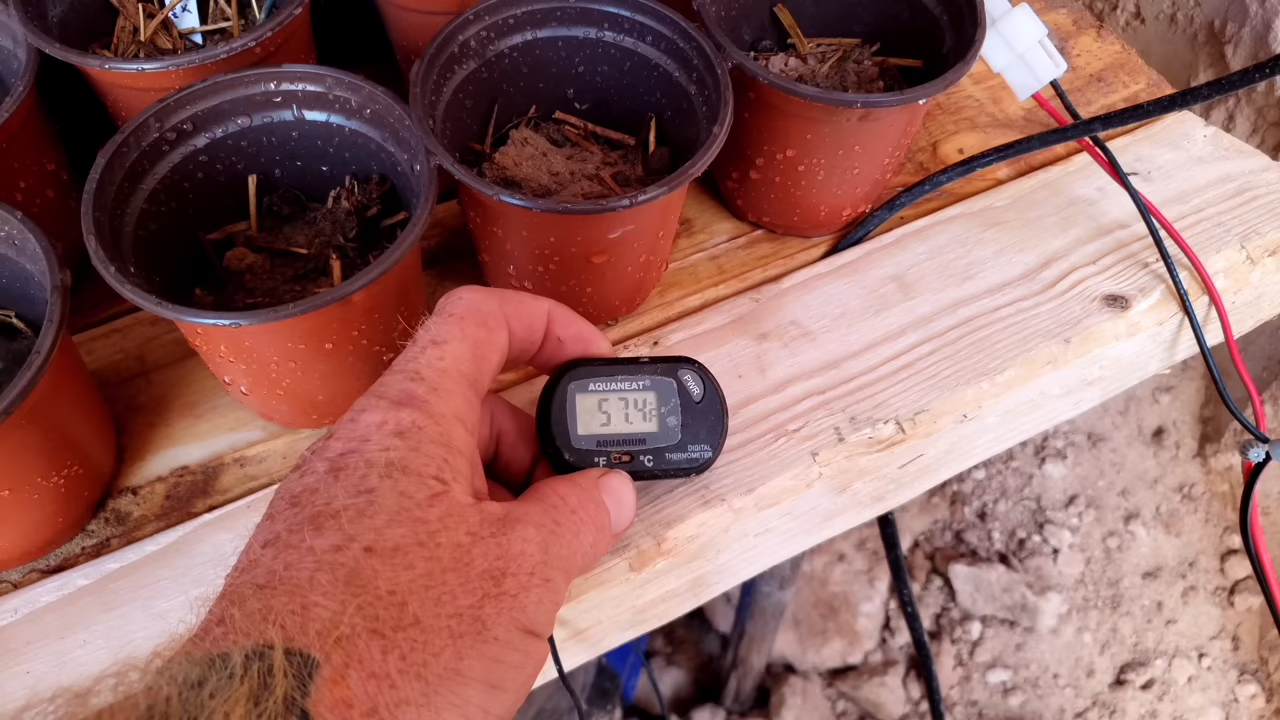 AQUANEAT®
PWR
57.4°F
AQUARIUM
DIGITAL
THERMOMETER
°F °C